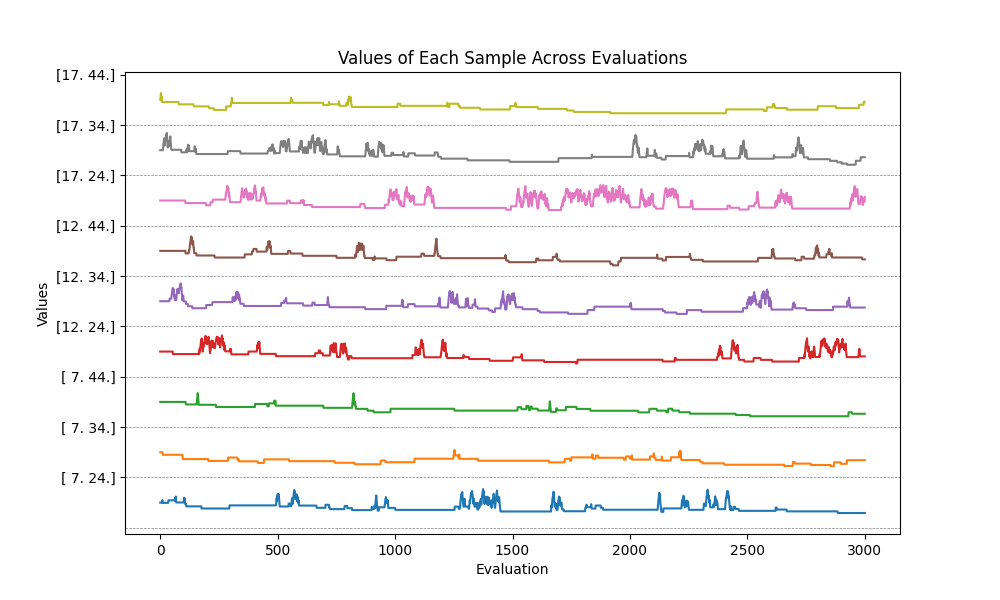 Values of Each Sample Across Evaluations
[17. 44.]
[17. 34.]
[17. 24.]
[12. 44.]
[12. 34.]
[12. 24.]
[ 7. 44.]
[ 7. 34.]
[ 7. 24.]
Values
0 500 1000 1500 2000 2500 3000
Evaluation